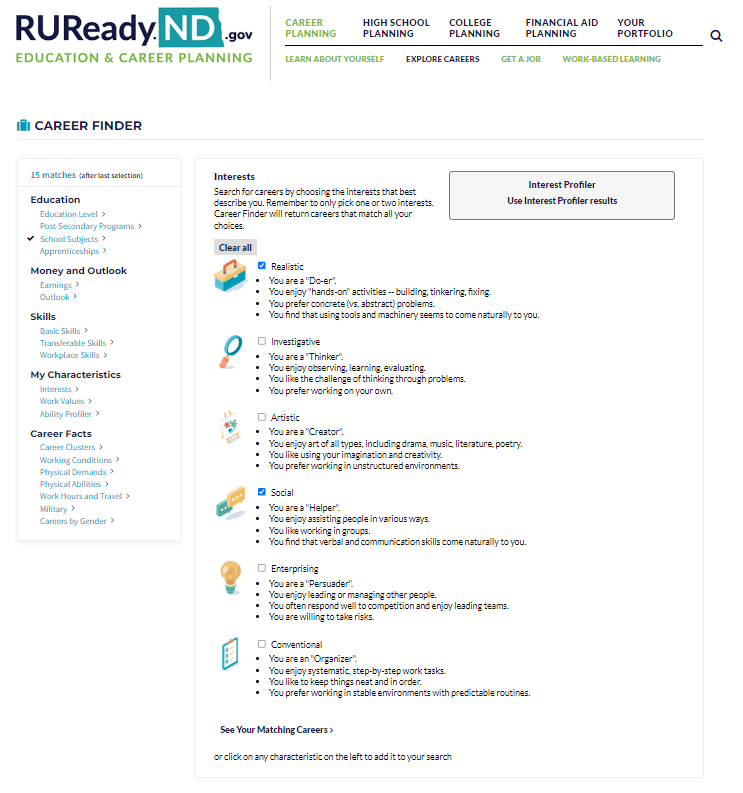 RUReady.ND.gov
EDUCATION & CAREER PLANNING
CAREER PLANNING
HIGH SCHOOL PLANNING
COLLEGE PLANNING
FINANCIAL AID PLANNING
YOUR PORTFOLIO
LEARN ABOUT YOURSELF EXPLORE CAREERS GET A JOB WORK-BASED LEARNING
CAREER FINDER
15 matches (after last selection)
Education
Education Level >
Post-Secondary Programs >
School Subjects >
Apprenticeships >
Money and Outlook
Earnings >
Outlook >
Skills
Basic Skills >
Transferable Skills >
Workplace Skills >
My Characteristics
Interests >
Work Values >
Ability Profiler >
Career Facts
Career Clusters >
Working Conditions >
Physical Demands >
Physical Abilities >
Work Hours and Travel >
Military >
Careers by Gender >
Interests
Search for careers by choosing the interests that best
describe you. Remember to only pick one or two interests.
Career Finder will return careers that match all your
choices.
Interest Profiler
Use Interest Profiler results
Clear all
Realistic
• You are a "Do-er".
• You enjoy "hands-on" activities -- building, tinkering, fixing.
• You prefer concrete (vs. abstract) problems.
• You find that using tools and machinery seems to come naturally to you.
Investigative
• You are a "Thinker".
• You enjoy observing, learning, evaluating.
• You like the challenge of thinking through problems.
• You prefer working on your own.
Artistic
• You are a "Creator".
• You enjoy art of all types, including drama, music, literature, poetry.
• You like using your imagination and creativity.
• You prefer working in unstructured environments.
Social
• You are a "Helper".
• You enjoy assisting people in various ways.
• You like working in groups.
• You find that verbal and communication skills come naturally to you.
Enterprising
• You are a "Persuader".
• You enjoy leading or managing other people.
• You often respond well to competition and enjoy leading teams.
• You are willing to take risks.
Conventional
• You are an "Organizer".
• You enjoy systematic, step-by-step work tasks.
• You like to keep things neat and in order.
• You prefer working in stable environments with predictable routines.
See Your Matching Careers >
or click on any characteristic on the left to add it to your search